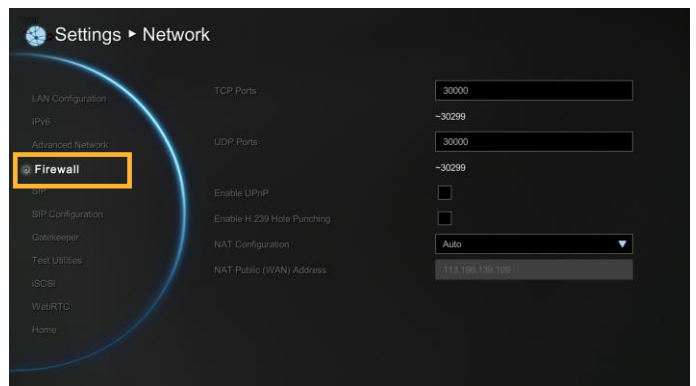 Settings ▸ Network
LAN Configuration
IPv6
Advanced Network
Firewall
SIP
SIP Configuration
Gatekeeper
Test Utilities
iSCSI
WebRTC
Home
TCP Ports 30000
~30299
UDP Ports 30000
~30299
Enable UPnP
Enable H.239 Hole Punching
NAT Configuration Auto
NAT Public (WAN) Address 113.196.139.109